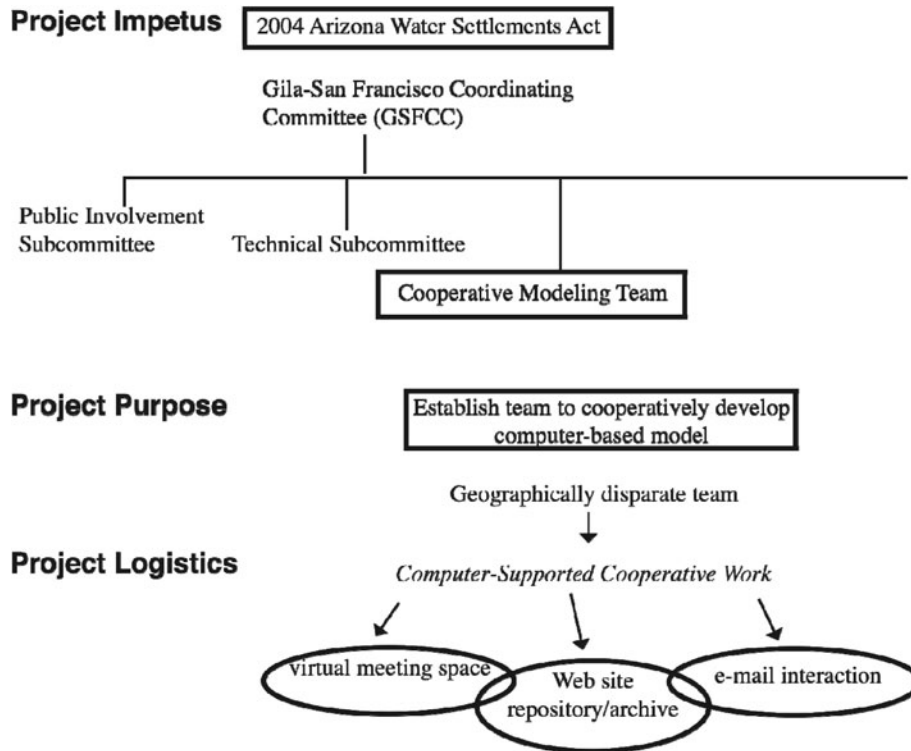 Project Impetus
2004 Arizona Water Settlements Act
Gila-San Francisco Coordinating
Committee (GSFCC)
Public Involvement
Subcommittee
Technical Subcommittee
Cooperative Modeling Team
Project Purpose
Establish team to cooperatively develop
computer-based model
Geographically disparate team
Project Logistics
Computer-Supported Cooperative Work
virtual meeting space
Web site
repository/archive
e-mail interaction